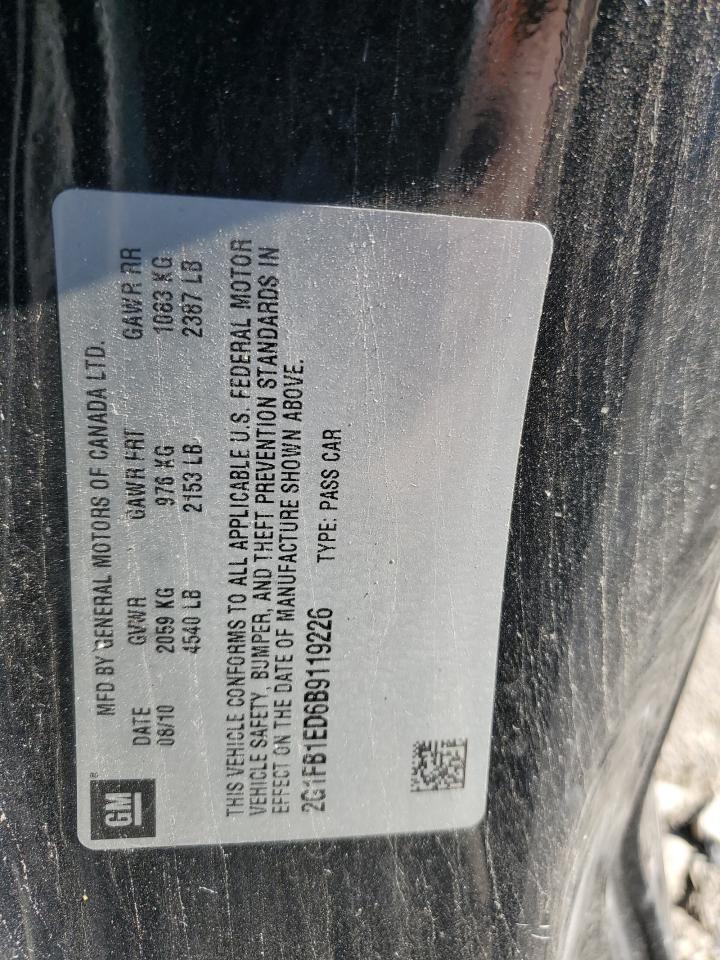 GM ®
MFD BY GENERAL MOTORS OF CANADA LTD.
DATE GVWR GAWR FRT GAWR RR
08/10 2059 KG 976 KG 1083 KG
4540 LB 2153 LB 2387 LB
THIS VEHICLE CONFORMS TO ALL APPLICABLE U.S. FEDERAL MOTOR
VEHICLE SAFETY, BUMPER, AND THEFT PREVENTION STANDARDS IN
EFFECT ON THE DATE OF MANUFACTURE SHOWN ABOVE.
2G1FB1ED6B9119226 TYPE: PASS CAR